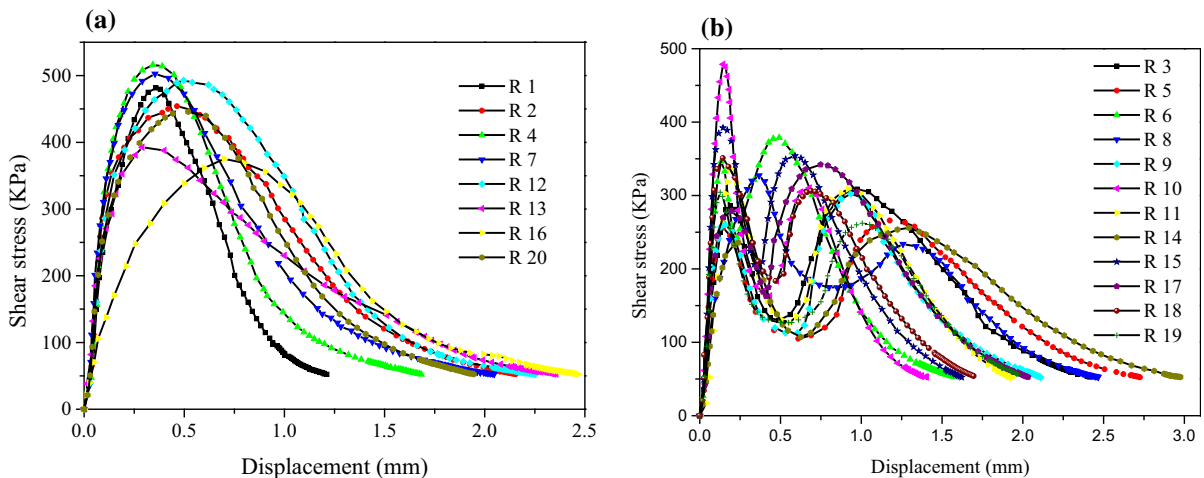 (a)
Shear stress (KPa)
500
400
300
200
100
0
0.0 0.5 1.0 1.5 2.0 2.5
Displacement (mm)
R 1
R 2
R 4
R 7
R 12
R 13
R 16
R 20
(b)
Shear stress (KPa)
500
400
300
200
100
0
0.0 0.5 1.0 1.5 2.0 2.5 3.0
Displacement (mm)
R 3
R 5
R 6
R 8
R 9
R 10
R 11
R 14
R 15
R 17
R 18
R 19